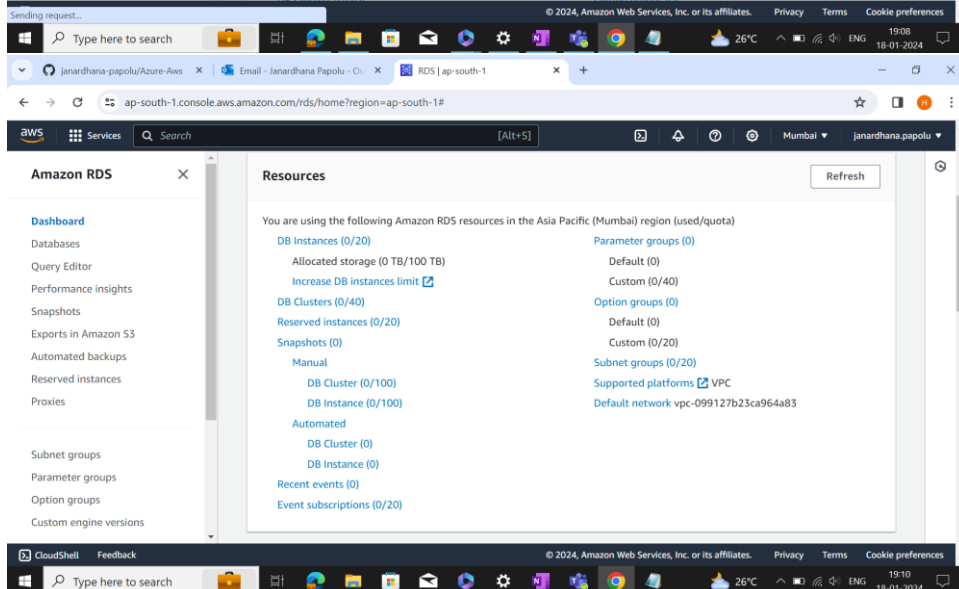 Sending request...
© 2024, Amazon Web Services, Inc. or its affiliates. Privacy Terms Cookie preferences
Type here to search
26°C ENG 19:08
18-01-2024
janardhana-papolu/Azure-Aws
Email - Janardhana Papolu - Ou
RDS | ap-south-1
ap-south-1.console.aws.amazon.com/rds/home?region=ap-south-1#
H
aws Services Search [Alt+S] Mumbai janardhana.papolu
Amazon RDS
Dashboard
Databases
Query Editor
Performance insights
Snapshots
Exports in Amazon S3
Automated backups
Reserved instances
Proxies
Subnet groups
Parameter groups
Option groups
Custom engine versions
Resources
Refresh
You are using the following Amazon RDS resources in the Asia Pacific (Mumbai) region (used/quota)
DB Instances (0/20)
Allocated storage (0 TB/100 TB)
Increase DB instances limit
DB Clusters (0/40)
Reserved instances (0/20)
Snapshots (0)
Manual
DB Cluster (0/100)
DB Instance (0/100)
Automated
DB Cluster (0)
DB Instance (0)
Recent events (0)
Event subscriptions (0/20)
Parameter groups (0)
Default (0)
Custom (0/40)
Option groups (0)
Default (0)
Custom (0/20)
Subnet groups (0/20)
Supported platforms VPC
Default network vpc-099127b23ca964a83
CloudShell Feedback
© 2024, Amazon Web Services, Inc. or its affiliates. Privacy Terms Cookie preferences
Type here to search
26°C ENG 19:10
18-01-2024